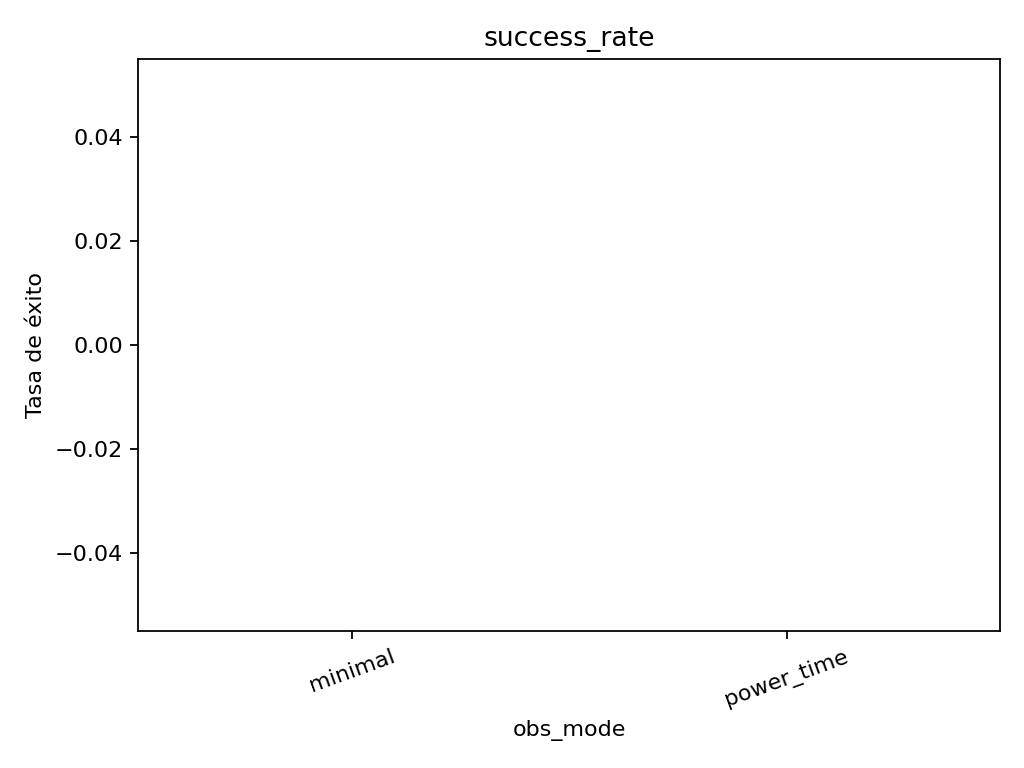 success_rate
Tasa de éxito
0.04
0.02
0.00
−0.02
−0.04
minimal
power_time
obs_mode